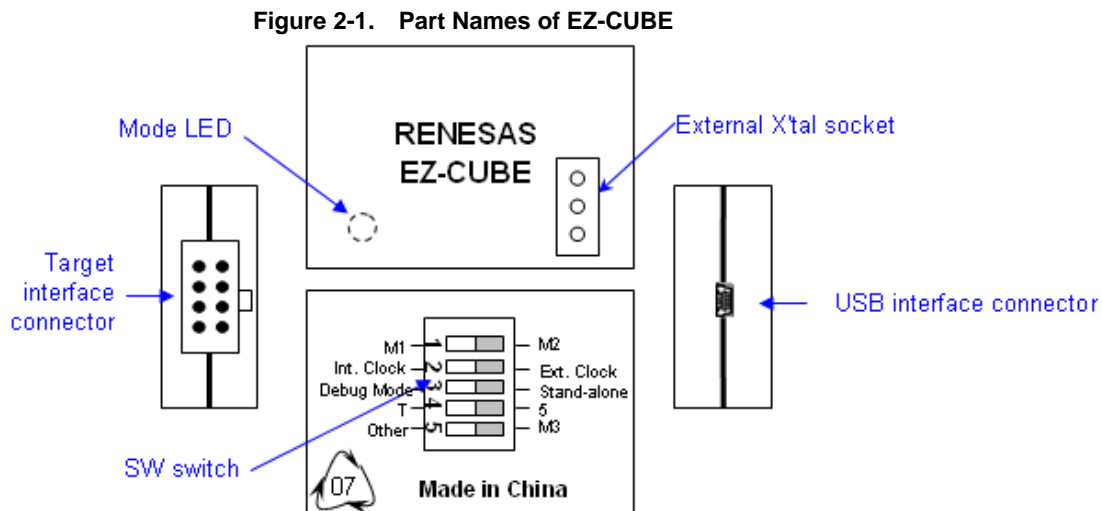 Figure 2-1. Part Names of EZ-CUBE
Mode LED
RENESAS
EZ-CUBE
External X'tal socket
Target
interface
connector
USB interface connector
M1 1 M2
Int. Clock 2 Ext. Clock
Debug Mode 3 Stand-alone
T 4 5
Other 5 M3
SW switch
07
Made in China